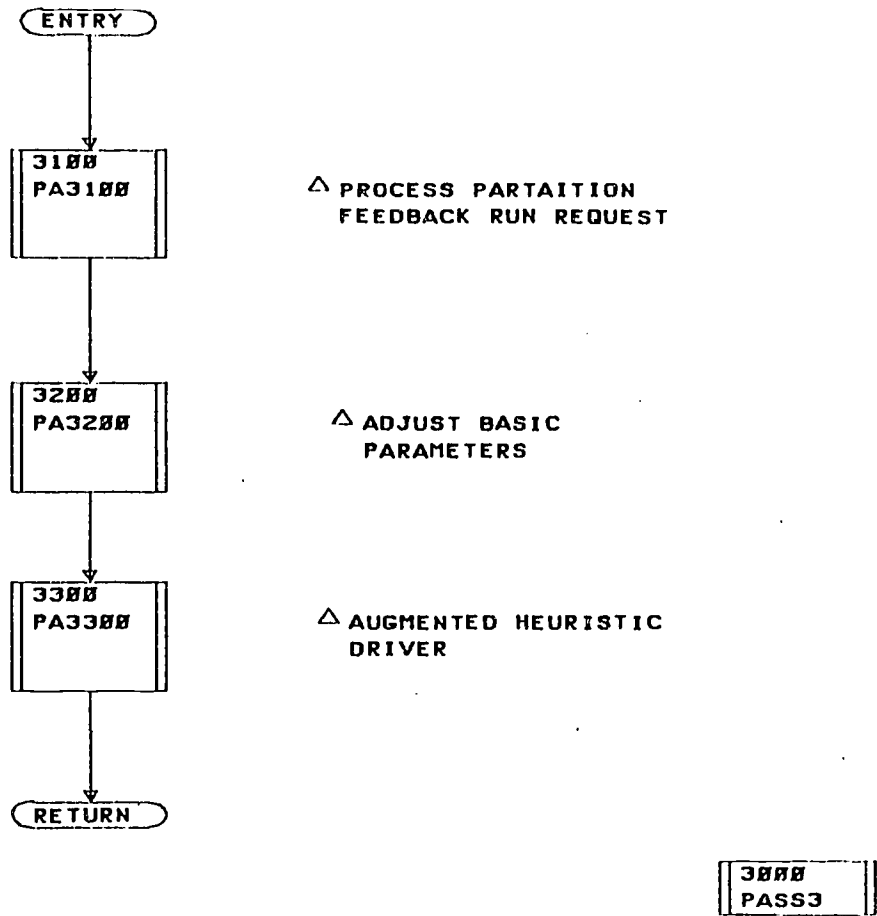 ENTRY
3100
PA3100
△ PROCESS PARTAITION
FEEDBACK RUN REQUEST
3200
PA3200
△ ADJUST BASIC
PARAMETERS
3300
PA3300
△ AUGMENTED HEURISTIC
DRIVER
RETURN
3000
PASS3